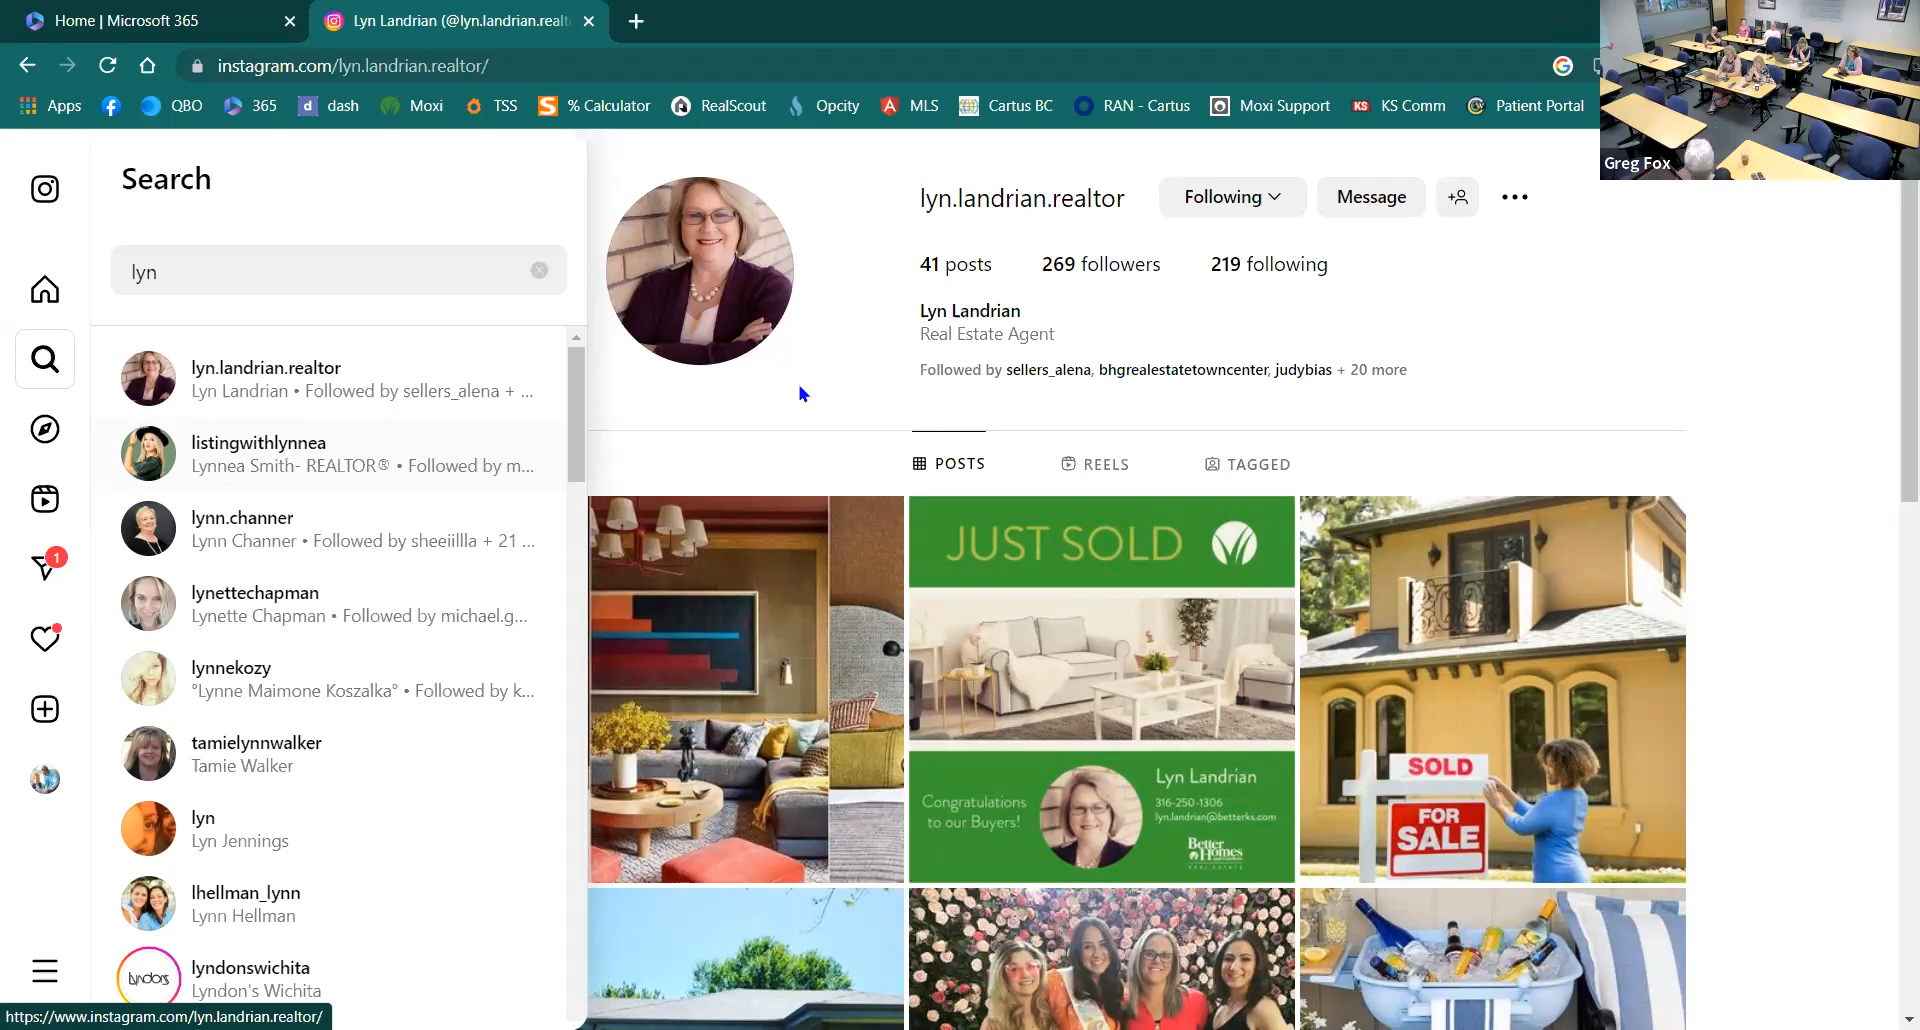 Home | Microsoft 365
Lyn Landrian (@lyn.landrian.realt
instagram.com/lyn.landrian.realtor/
Apps
QBO
365
d dash
Moxi
TSS
S % Calculator
RealScout
Opcity
MLS
Cartus BC
RAN - Cartus
Moxi Support
KS KS Comm
Patient Portal
Greg Fox
Search
lyn
lyn.landrian.realtor
Lyn Landrian • Followed by sellers_alena + ...
listingwithlynnea
Lynnea Smith- REALTOR® • Followed by m...
lynn.channer
Lynn Channer • Followed by sheeiillla + 21 ...
lynettechapman
Lynette Chapman • Followed by michael.g...
lynnekozy
°Lynne Maimone Koszalka° • Followed by k...
tamielynnwalker
Tamie Walker
lyn
Lyn Jennings
lhellman_lynn
Lynn Hellman
Lyndons
lyndonswichita
Lyndon's Wichita
1
https://www.instagram.com/lyn.landrian.realtor/
lyn.landrian.realtor
Following
Message
41 posts
269 followers
219 following
Lyn Landrian
Real Estate Agent
Followed by sellers_alena, bhgrealestatetowncenter, judybias + 20 more
POSTS
REELS
TAGGED
JUST SOLD
Congratulations
to our Buyers!
Lyn Landrian
316-250-1306
lyn.landrian@betterks.com
Better
Homes
SOLD
FOR
SALE